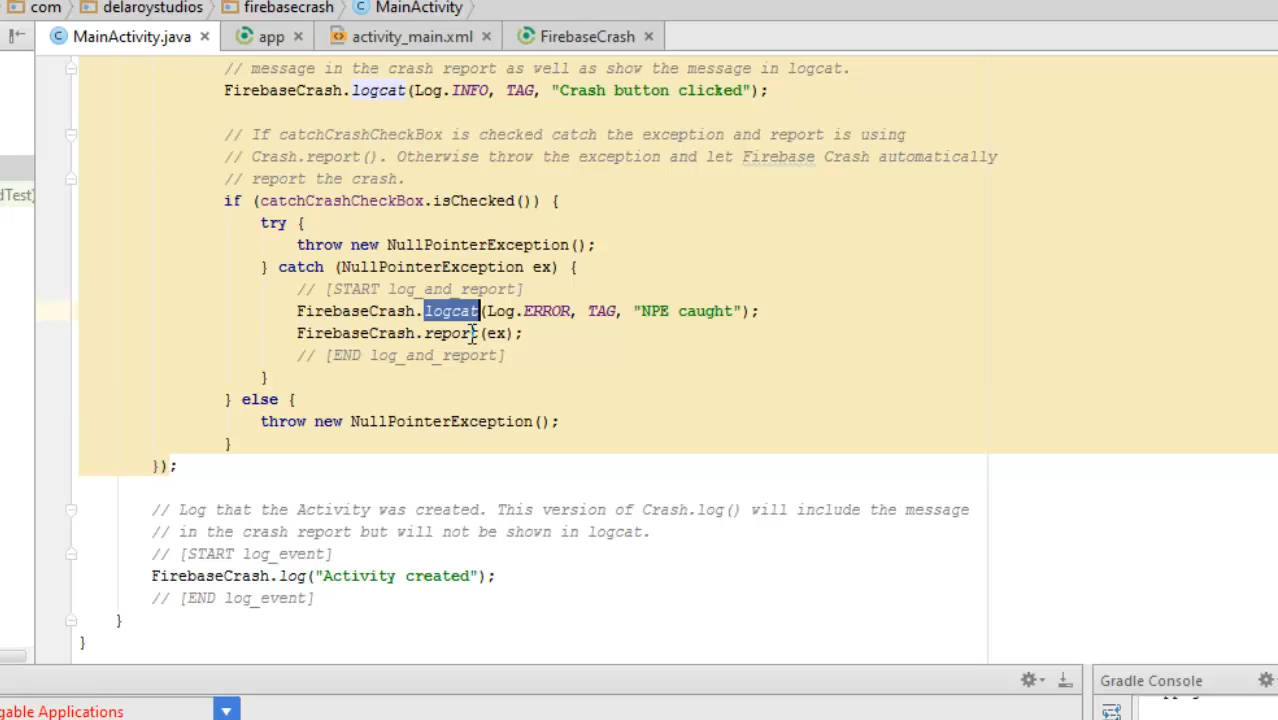 com delaroystudios firebasecrash MainActivity
MainActivity.java app activity_main.xml FirebaseCrash
// message in the crash report as well as show the message in logcat.
FirebaseCrash.logcat(Log.INFO, TAG, "Crash button clicked");
// If catchCrashCheckBox is checked catch the exception and report is using
// Crash.report(). Otherwise throw the exception and let Firebase Crash automatically
// report the crash.
dTest)
if (catchCrashCheckBox.isChecked()) {
try {
throw new NullPointerException();
} catch (NullPointerException ex) {
// [START log_and_report]
FirebaseCrash.logcat(Log.ERROR, TAG, "NPE caught");
FirebaseCrash.report(ex);
// [END log_and_report]
}
} else {
throw new NullPointerException();
}
});
// Log that the Activity was created. This version of Crash.log() will include the message
// in the crash report but will not be shown in logcat.
// [START log_event]
FirebaseCrash.log("Activity created");
// [END log_event]
}
}
Gradle Console
gable Applications